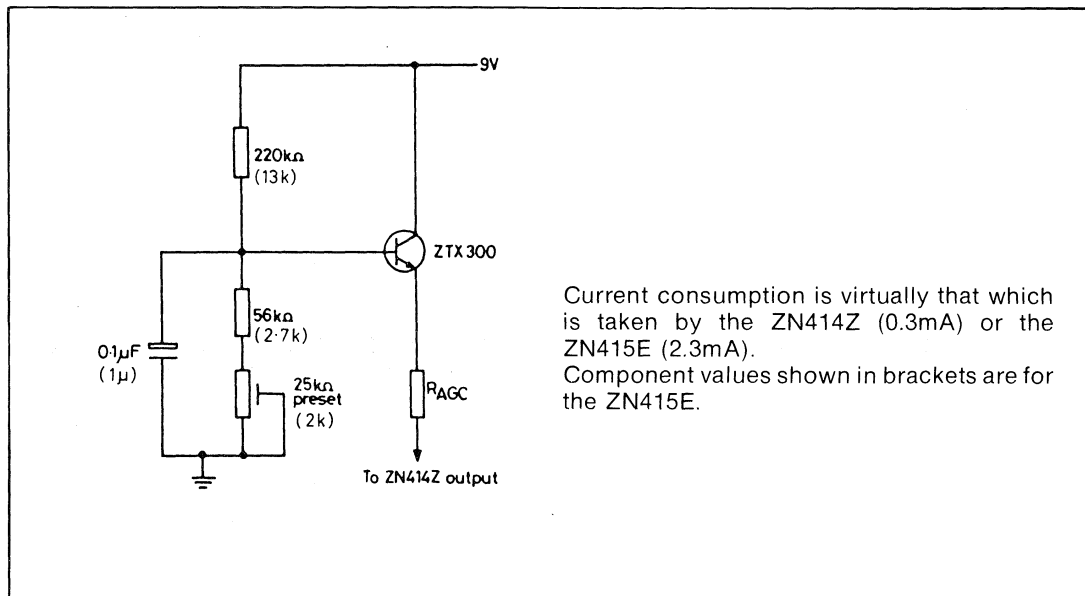 9V
220kΩ
(13k)
ZTX300
56kΩ
(2·7k)
0·1µF
(1µ)
25kΩ
preset
(2k)
RAGC
To ZN414Z output
Current consumption is virtually that which
is taken by the ZN414Z (0.3mA) or the
ZN415E (2.3mA).
Component values shown in brackets are for
the ZN415E.